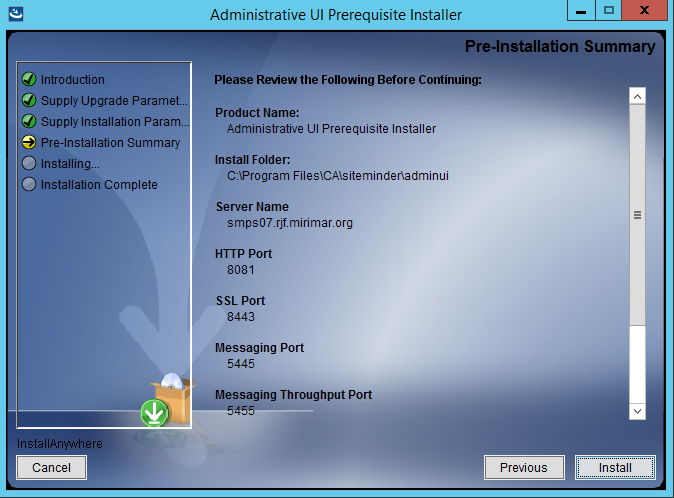 Administrative UI Prerequisite Installer
Pre-Installation Summary
Introduction
Supply Upgrade Paramet...
Supply Installation Param...
Pre-Installation Summary
Installing...
Installation Complete
Please Review the Following Before Continuing:
Product Name:
Administrative UI Prerequisite Installer
Install Folder:
C:\Program Files\CA\siteminder\adminui
Server Name
smps07.rjf.mirimar.org
HTTP Port
8081
SSL Port
8443
Messaging Port
5445
Messaging Throughput Port
5455
InstallAnywhere
Cancel
Previous
Install